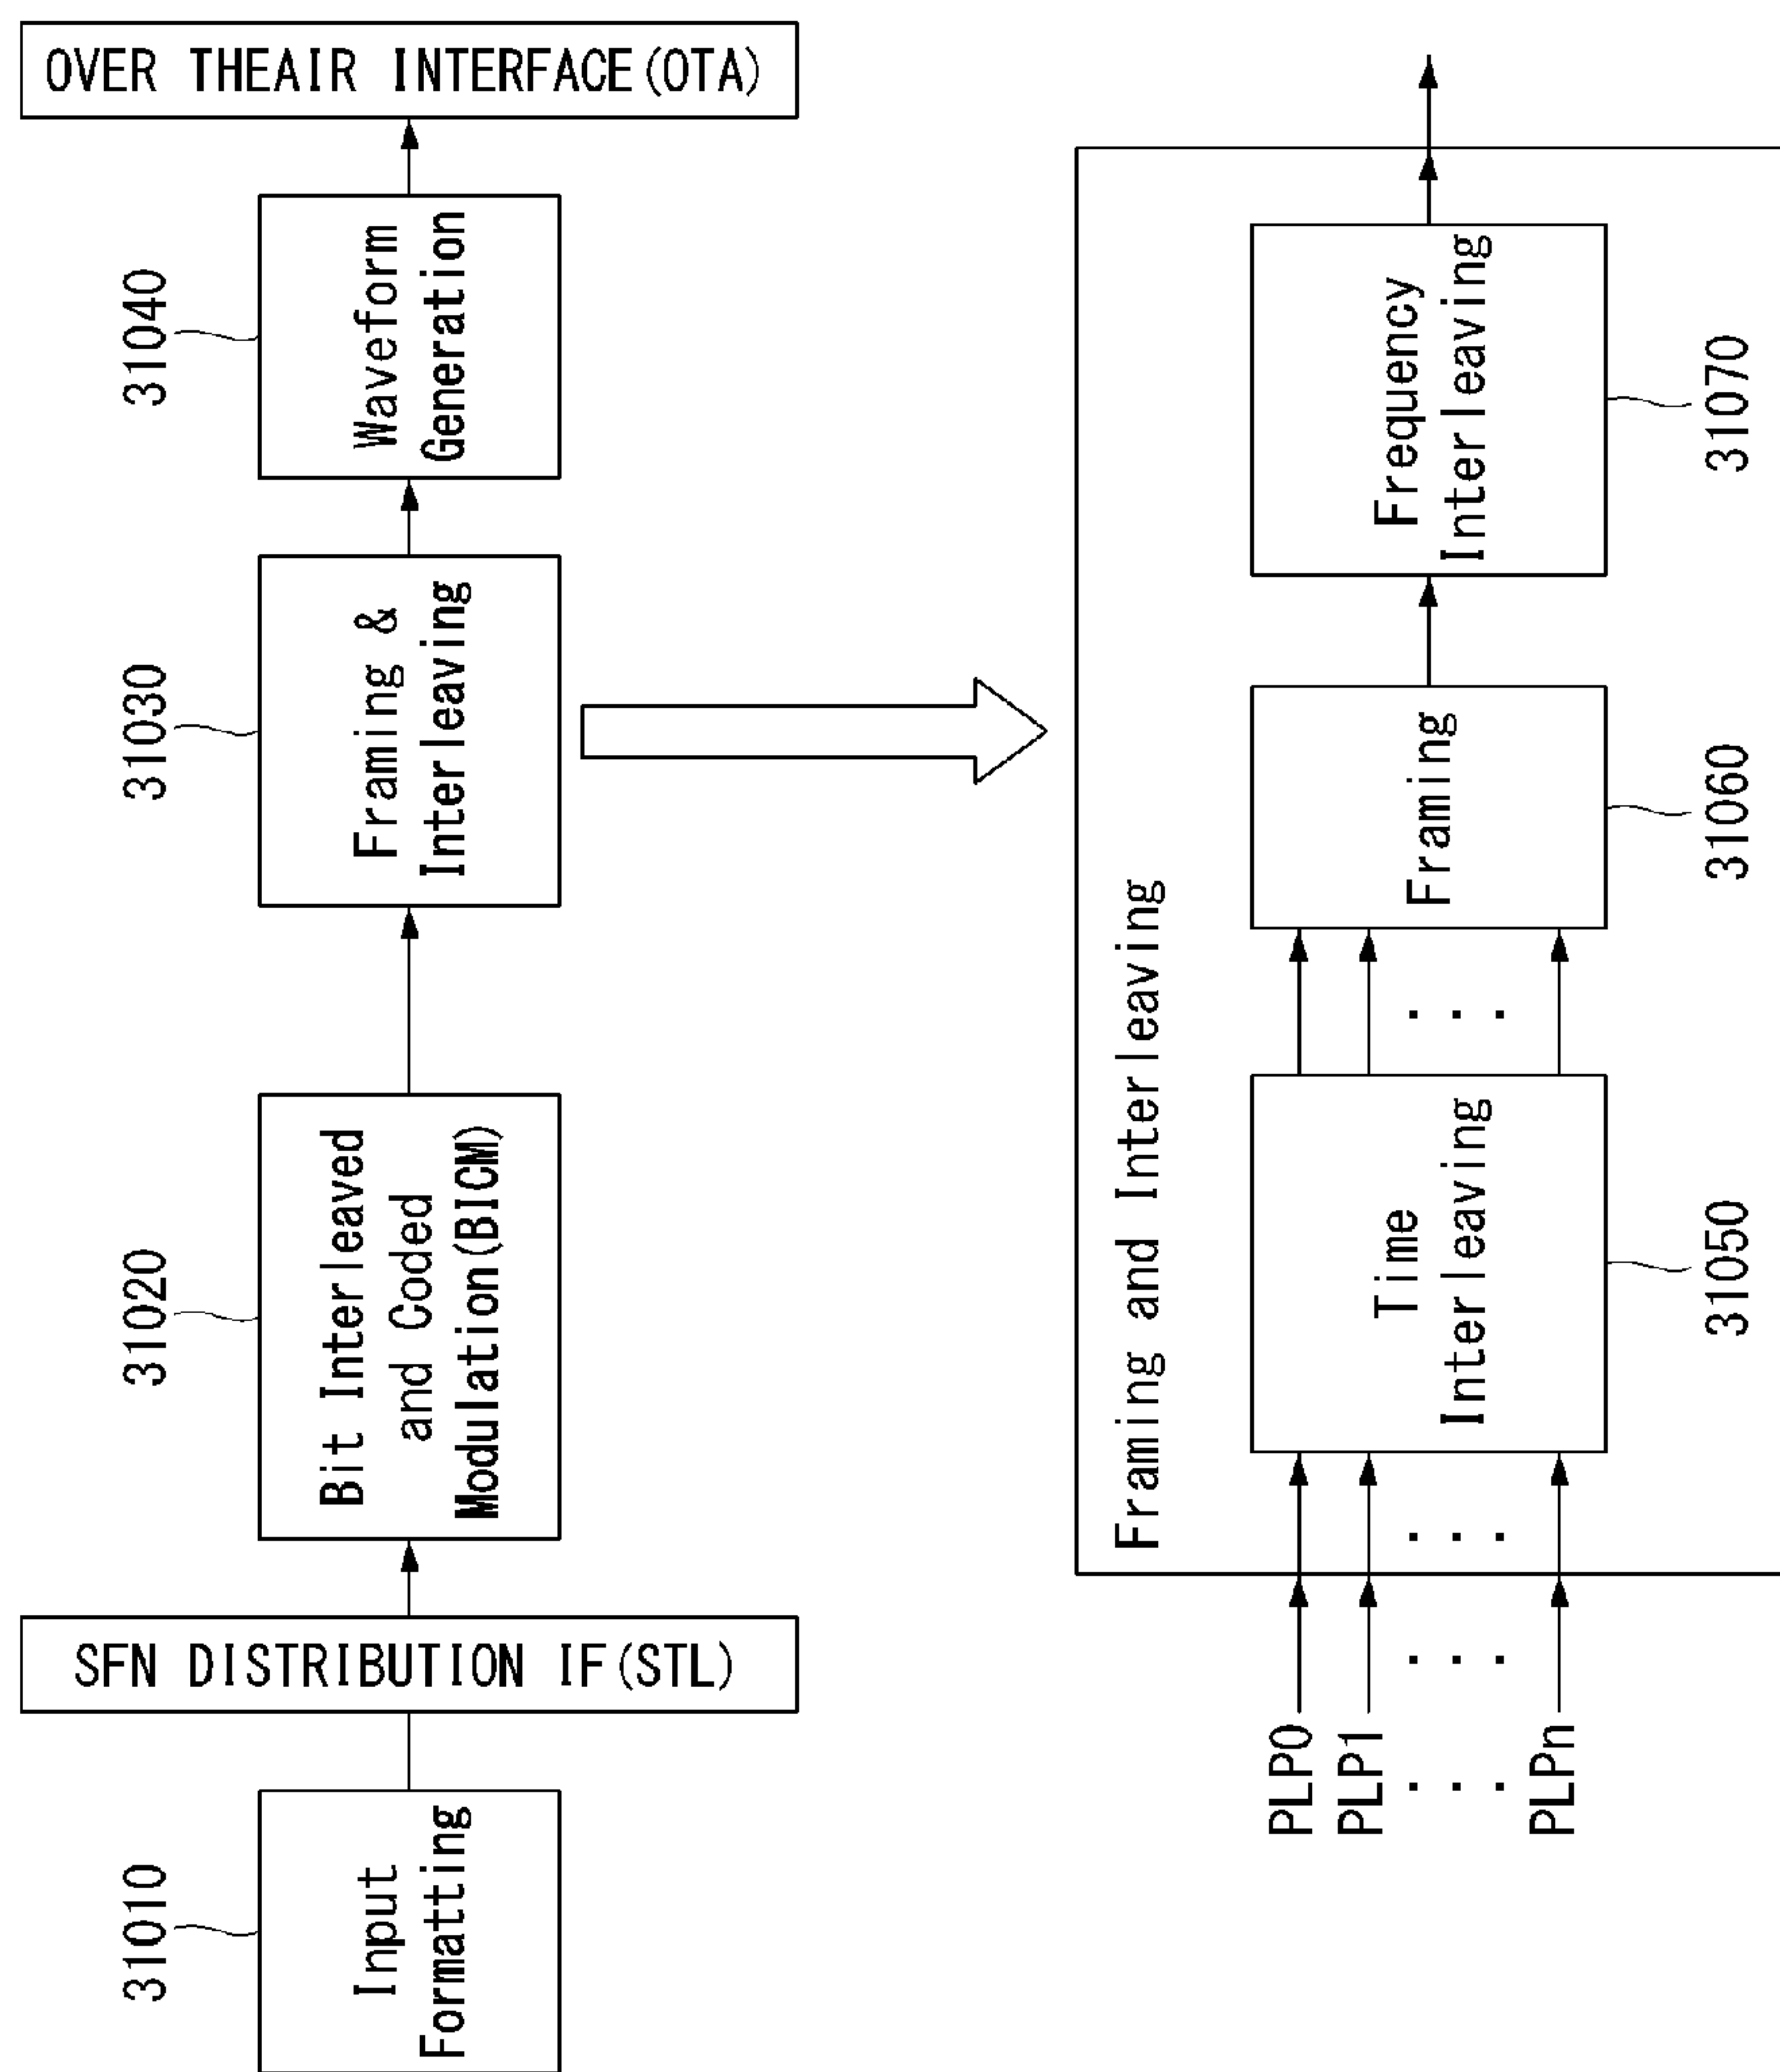 31010
Input
Formatting
SFN DISTRIBUTION IF(STL)
31020
Bit Interleaved
and Coded
Modulation(BICM)
31030
Framing &
Interleaving
31040
Waveform
Generation
OVER THEAIR INTERFACE(OTA)
Framing and Interleaving
PLP0
PLP1
. . .
PLPn
. . .
. . .
Time
Interleaving
31050
. . .
Framing
31060
Frequency
Interleaving
31070